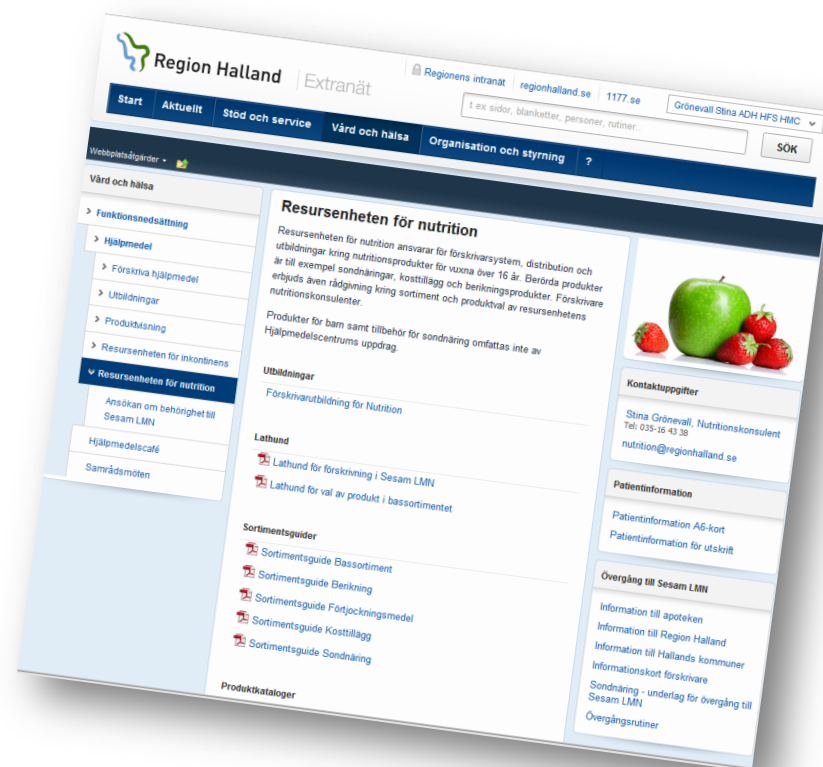 Region Halland
Extranät
Regionens intranät
regionhalland.se
1177.se
Grönevall Stina ADH HFS HMC
t ex sidor, blanketter, personer, rutiner..
SÖK
Start
Aktuellt
Stöd och service
Vård och hälsa
Organisation och styrning
?
Webbplatsåtgärder
Vård och hälsa
Funktionsnedsättning
Hjälpmedel
Förskriva hjälpmedel
Utbildningar
Produktvisning
Resursenheten för inkontinens
Resursenheten för nutrition
Ansökan om behörighet till
Sesam LMN
Hjälpmedelscafé
Samrådsmöten
Resursenheten för nutrition
Resursenheten för nutrition ansvarar för förskrivarsystem, distribution och
utbildningar kring nutritionsprodukter för vuxna över 16 år. Berörda produkter
är till exempel sondnäringar, kosttillägg och berikningsprodukter. Förskrivare
erbjuds även rådgivning kring sortiment och produktval av resursenhetens
nutritionskonsulenter.
Produkter för barn samt tillbehör för sondnäring omfattas inte av
Hjälpmedelscentrums uppdrag.
Utbildningar
Förskrivarutbildning för Nutrition
Lathund
Lathund för förskrivning i Sesam LMN
Lathund för val av produkt i bassortimentet
Sortimentsguider
Sortimentsguide Bassortiment
Sortimentsguide Berikning
Sortimentsguide Förtjockningsmedel
Sortimentsguide Kosttillägg
Sortimentsguide Sondnäring
Produktkataloger
Kontaktuppgifter
Stina Grönevall, Nutritionskonsulent
Tel: 035-16 43 38
nutrition@regionhalland.se
Patientinformation
Patientinformation A6-kort
Patientinformation för utskrift
Övergång till Sesam LMN
Information till apoteken
Information till Region Halland
Information till Hallands kommuner
Informationskort förskrivare
Sondnäring - underlag för övergång till
Sesam LMN
Övergångsrutiner